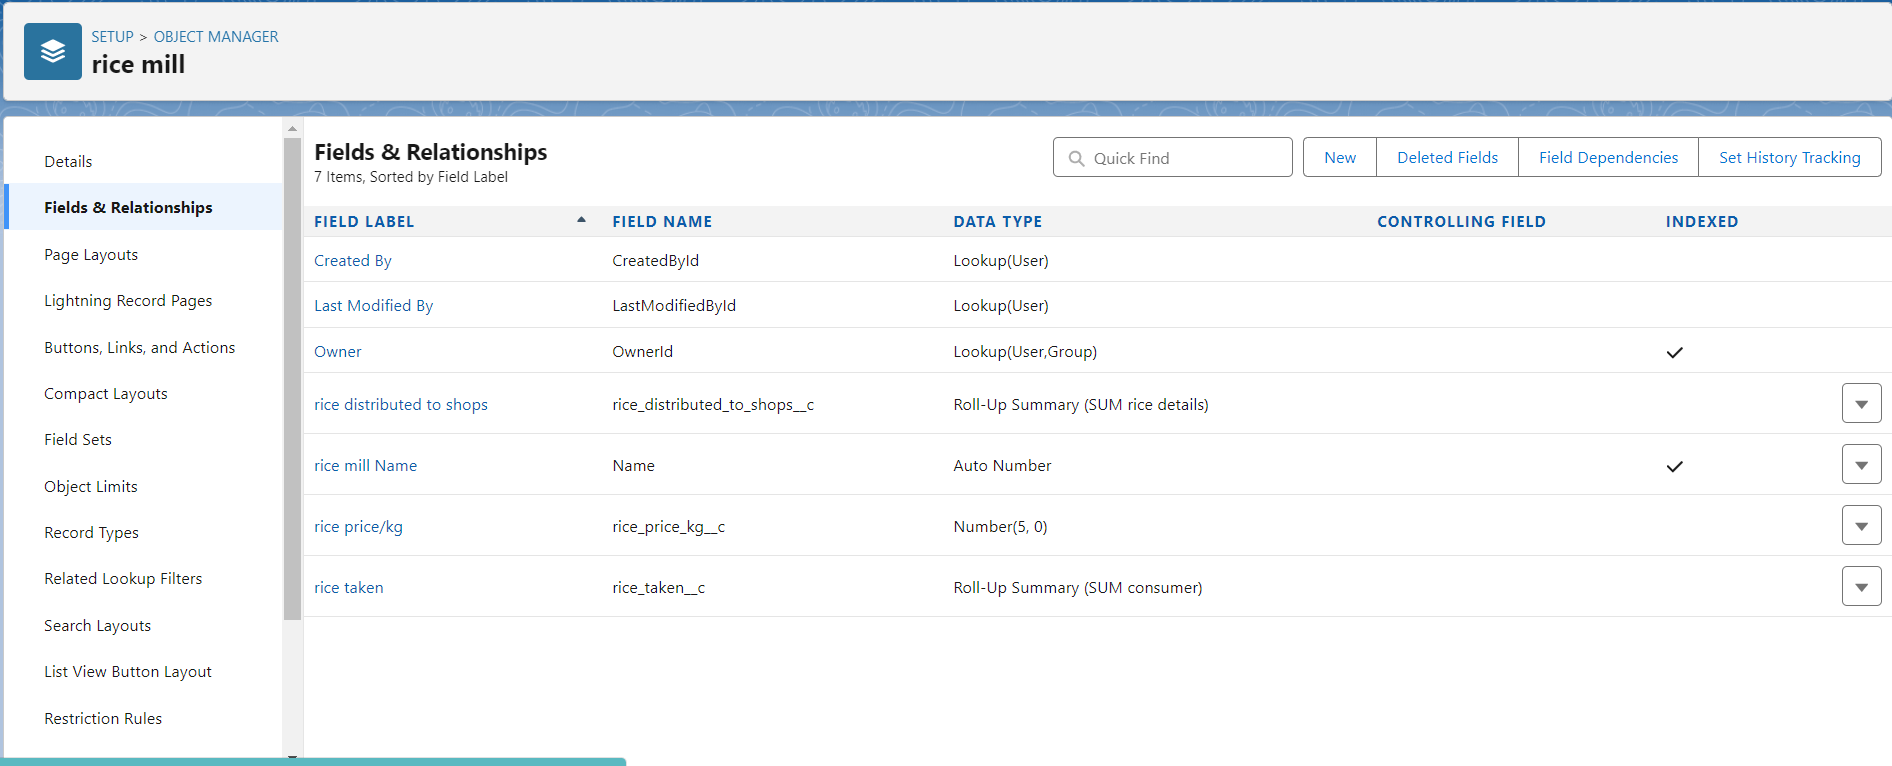 SETUP > OBJECT MANAGER
rice mill
Details
Fields & Relationships
Page Layouts
Lightning Record Pages
Buttons, Links, and Actions
Compact Layouts
Field Sets
Object Limits
Record Types
Related Lookup Filters
Search Layouts
List View Button Layout
Restriction Rules
Fields & Relationships
7 Items, Sorted by Field Label
Quick Find
New Deleted Fields Field Dependencies Set History Tracking
FIELD LABEL FIELD NAME DATA TYPE CONTROLLING FIELD INDEXED
Created By CreatedById Lookup(User)
Last Modified By LastModifiedById Lookup(User)
Owner OwnerId Lookup(User,Group)
rice distributed to shops rice_distributed_to_shops__c Roll-Up Summary (SUM rice details)
rice mill Name Name Auto Number
rice price/kg rice_price_kg__c Number(5, 0)
rice taken rice_taken__c Roll-Up Summary (SUM consumer)